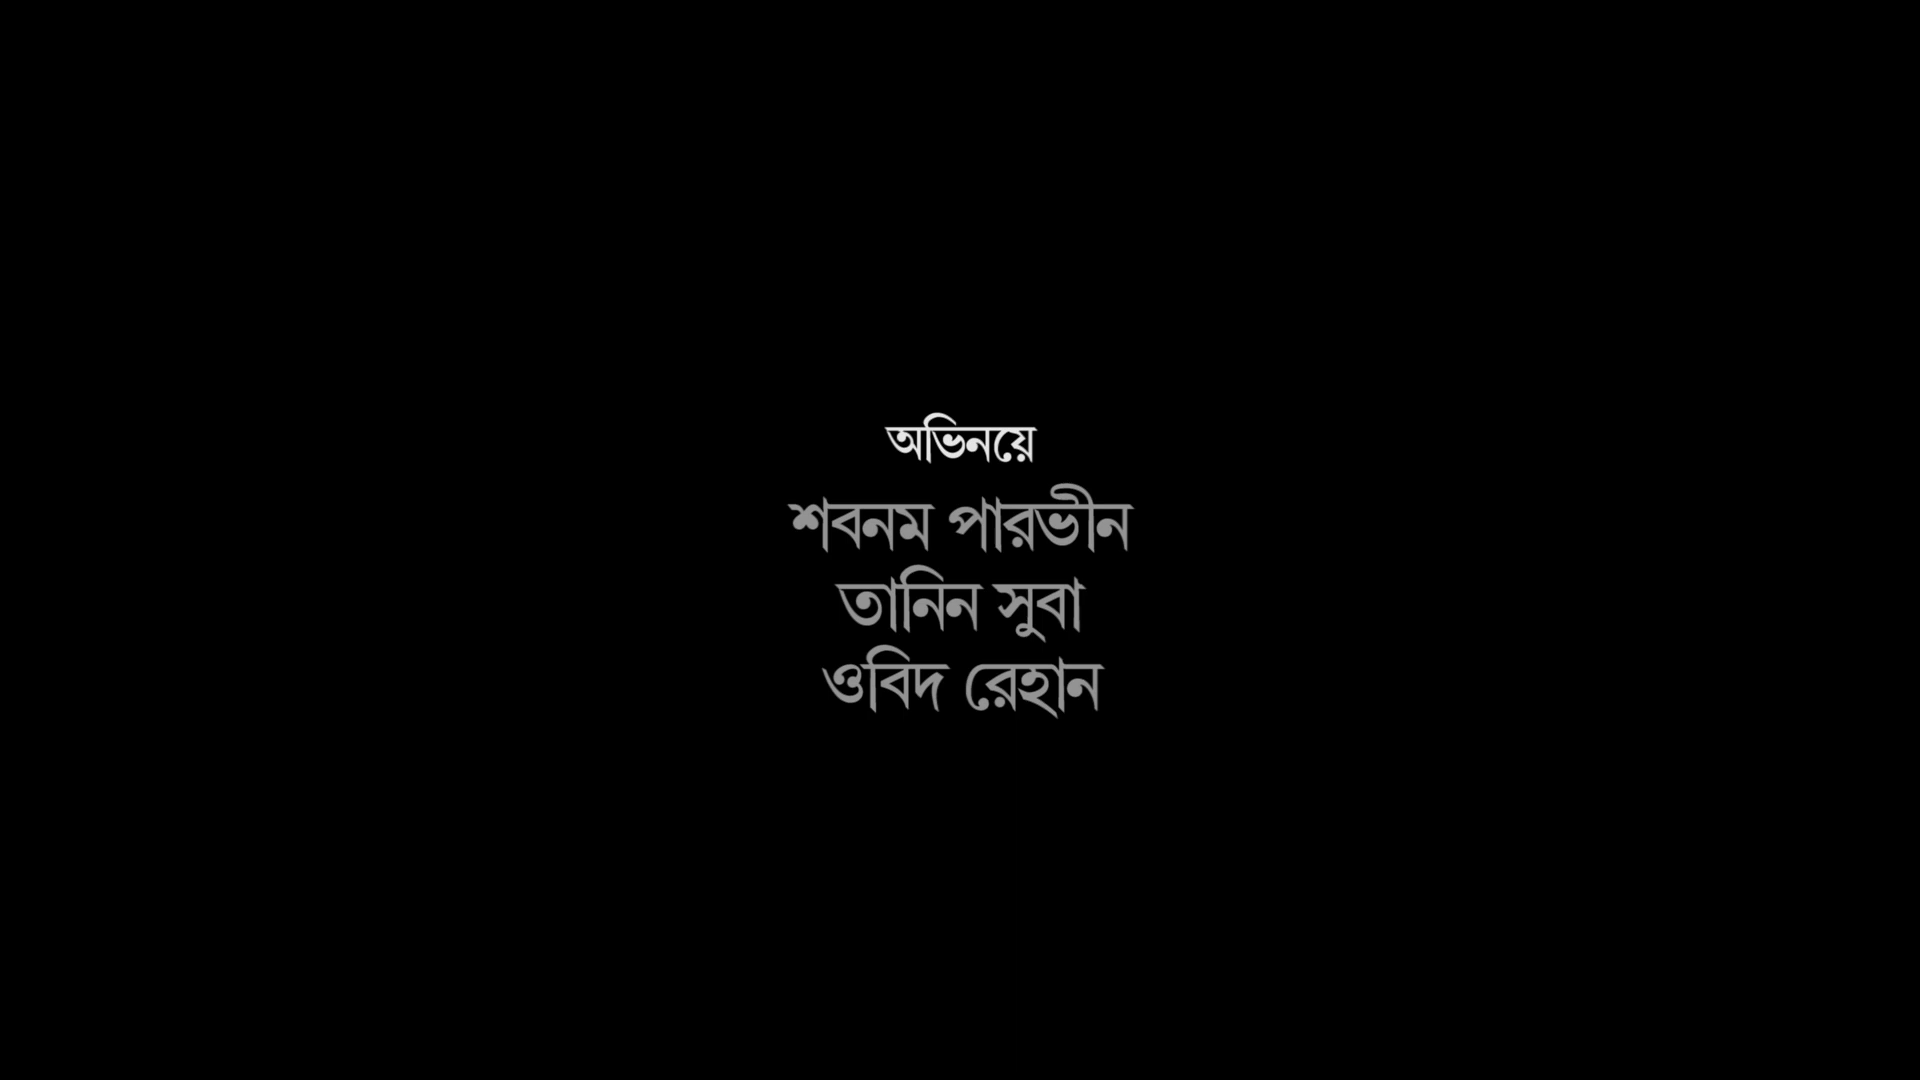 অভিনয়ে
শবনম পারভীন
তানিন সুবা
ওবিদ রেহান